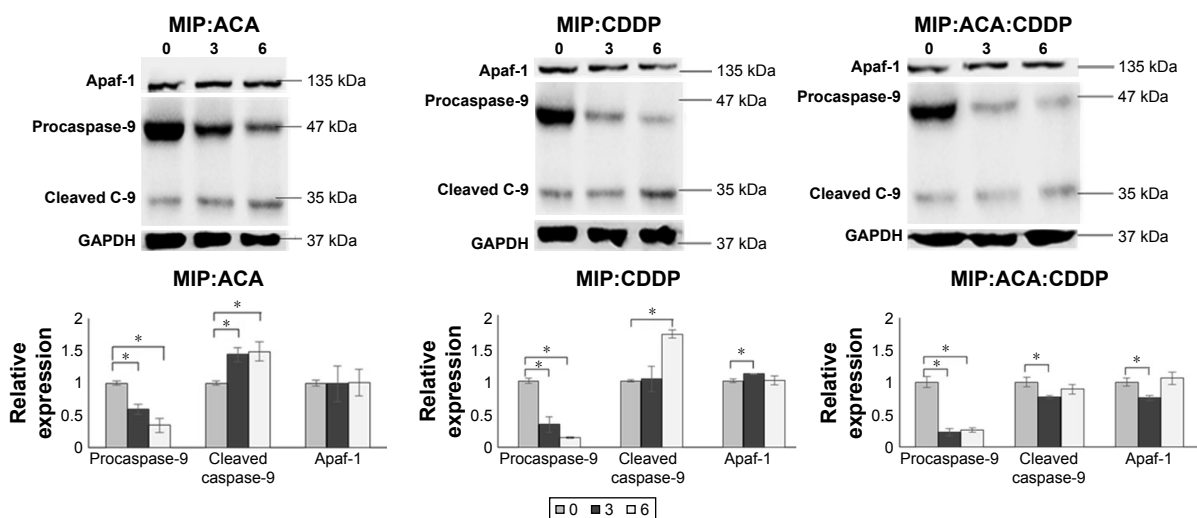 MIP:ACA
0 3 6
Apaf-1
135 kDa
Procaspase-9
47 kDa
Cleaved C-9
35 kDa
GAPDH
37 kDa
MIP:CDDP
0 3 6
Apaf-1
135 kDa
Procaspase-9
47 kDa
Cleaved C-9
35 kDa
GAPDH
37 kDa
MIP:ACA:CDDP
0 3 6
Apaf-1
135 kDa
Procaspase-9
47 kDa
Cleaved C-9
35 kDa
GAPDH
37 kDa
MIP:ACA
Relative
expression
2
1.5
1
0.5
0
* * * *
Procaspase-9 Cleaved Apaf-1
caspase-9
MIP:CDDP
Relative
expression
2
1.5
1
0.5
0
* * * *
Procaspase-9 Cleaved Apaf-1
caspase-9
MIP:ACA:CDDP
Relative
expression
2
1.5
1
0.5
0
* * * *
Procaspase-9 Cleaved Apaf-1
caspase-9
0 3 6